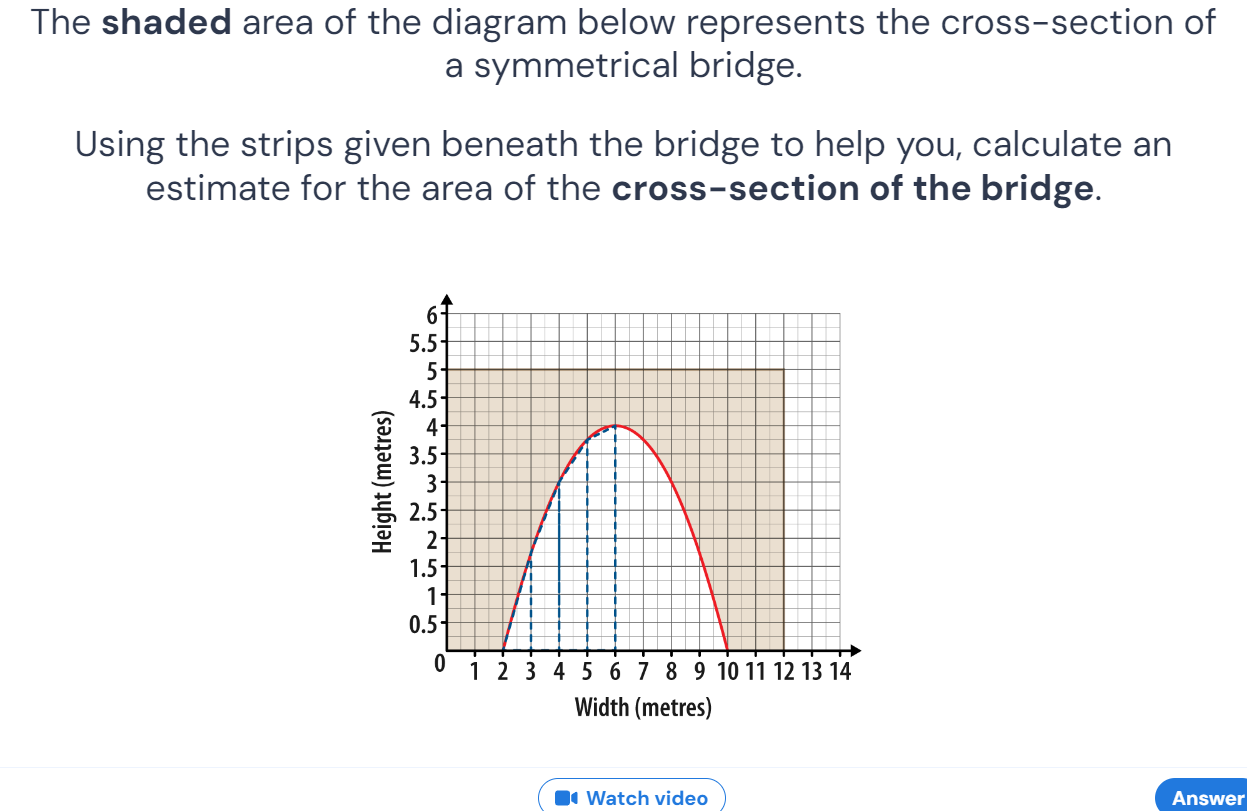 The shaded area of the diagram below represents the cross-section of
a symmetrical bridge.
Using the strips given beneath the bridge to help you, calculate an
estimate for the area of the cross-section of the bridge.
6
5.5
5
4.5
4
3.5
3
2.5
2
1.5
1
0.5
0
Height (metres)
1 2 3 4 5 6 7 8 9 10 11 12 13 14
Width (metres)
Watch video
Answer